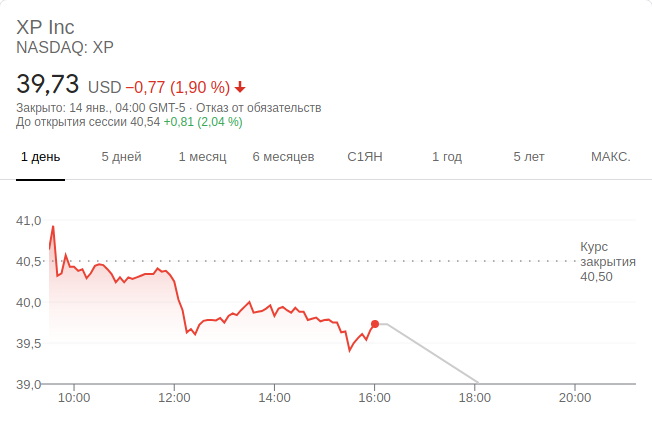 XP Inc
NASDAQ: XP
39,73 USD −0,77 (1,90 %)
Закрыто: 14 янв., 04:00 GMT-5 · Отказ от обязательств
До открытия сессии 40,54 +0,81 (2,04 %)
1 день 5 дней 1 месяц 6 месяцев С1ЯН 1 год 5 лет МАКС.
41,0
40,5
40,0
39,5
39,0
Курс
закрытия
40,50
10:00 12:00 14:00 16:00 18:00 20:00